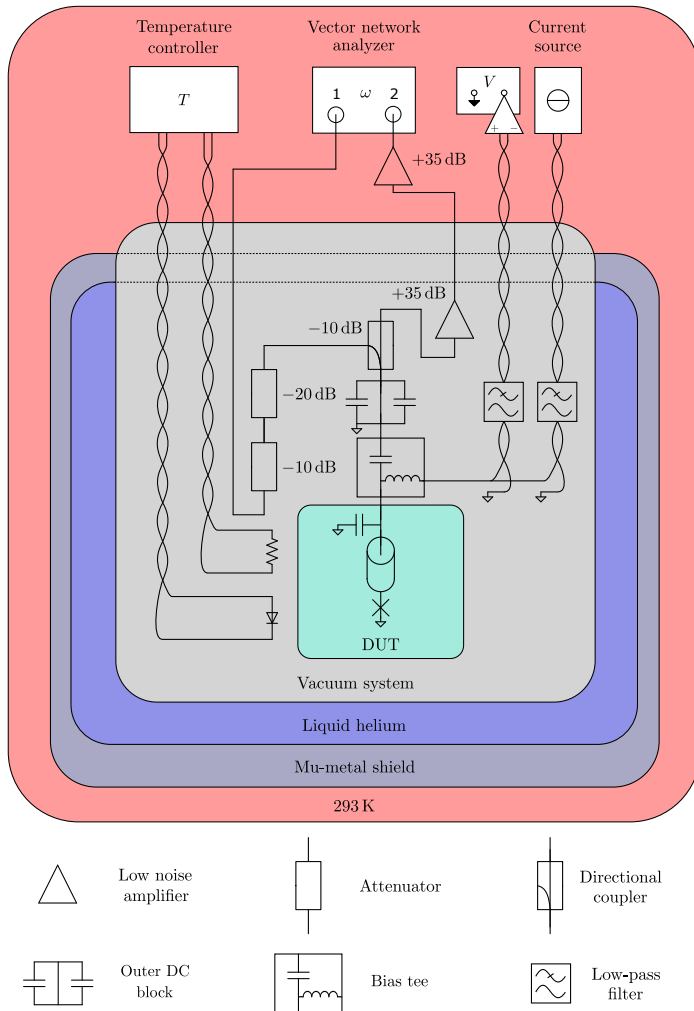 Temperature
controller
Vector network
analyzer
Current
source
T
1 ω 2
V
+ −
+35 dB
+35 dB
−10 dB
−20 dB
−10 dB
DUT
Vacuum system
Liquid helium
Mu-metal shield
293 K
Low noise
amplifier
Attenuator
Directional
coupler
Outer DC
block
Bias tee
Low-pass
filter